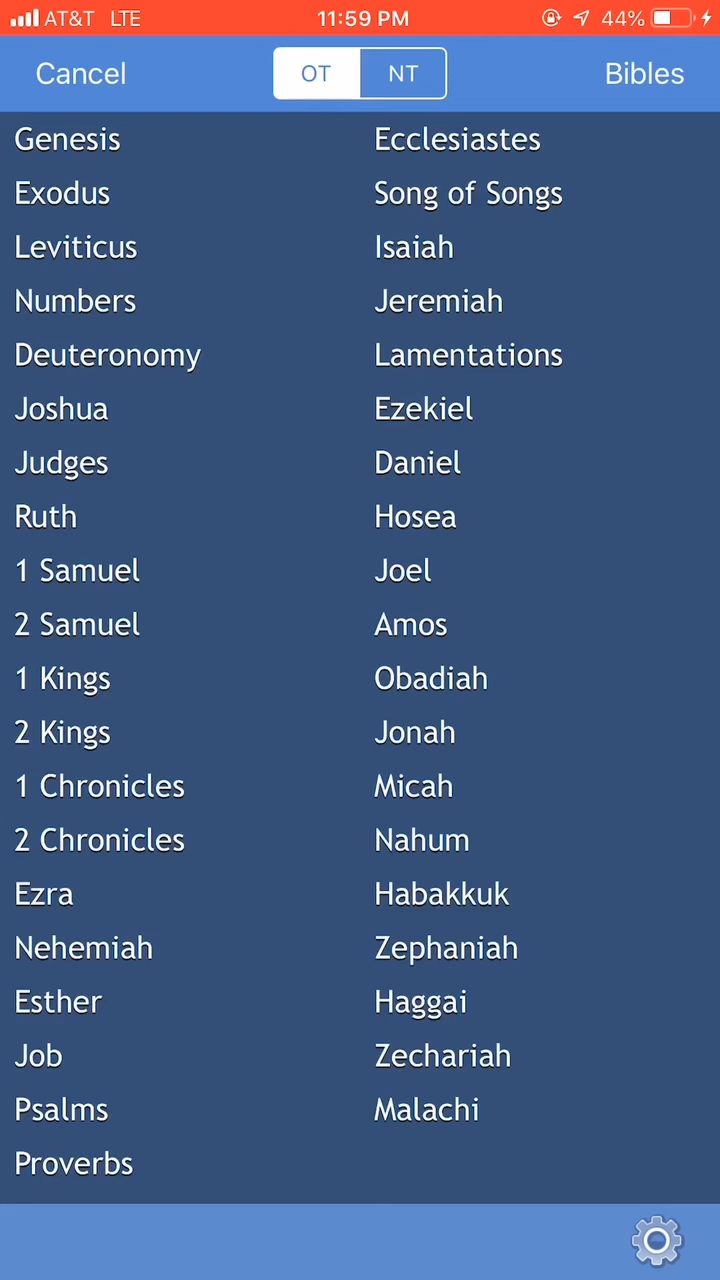 AT&T LTE 11:59 PM 44%
Cancel OT NT Bibles
Genesis
Exodus
Leviticus
Numbers
Deuteronomy
Joshua
Judges
Ruth
1 Samuel
2 Samuel
1 Kings
2 Kings
1 Chronicles
2 Chronicles
Ezra
Nehemiah
Esther
Job
Psalms
Proverbs
Ecclesiastes
Song of Songs
Isaiah
Jeremiah
Lamentations
Ezekiel
Daniel
Hosea
Joel
Amos
Obadiah
Jonah
Micah
Nahum
Habakkuk
Zephaniah
Haggai
Zechariah
Malachi